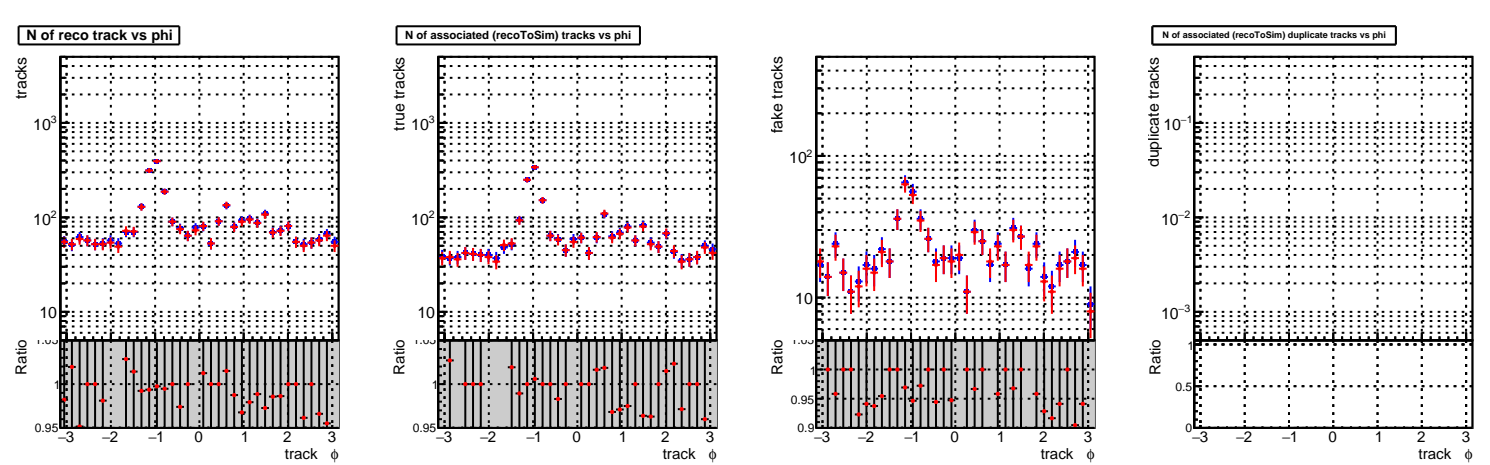 N of reco track vs phi
tracks
10³
10²
10
Ratio
1.05
1
0.95
−3 −2 −1 0 1 2 3
track φ
N of associated (recoToSim) tracks vs phi
true tracks
10³
10²
10
Ratio
1.05
1
0.95
−3 −2 −1 0 1 2 3
track φ
fake tracks
10²
10
Ratio
1.05
1
0.95
0.9
−3 −2 −1 0 1 2 3
track φ
N of associated (recoToSim) duplicate tracks vs phi
duplicate tracks
10⁻¹
10⁻²
10⁻³
Ratio
1
0.5
0
−3 −2 −1 0 1 2 3
track φ